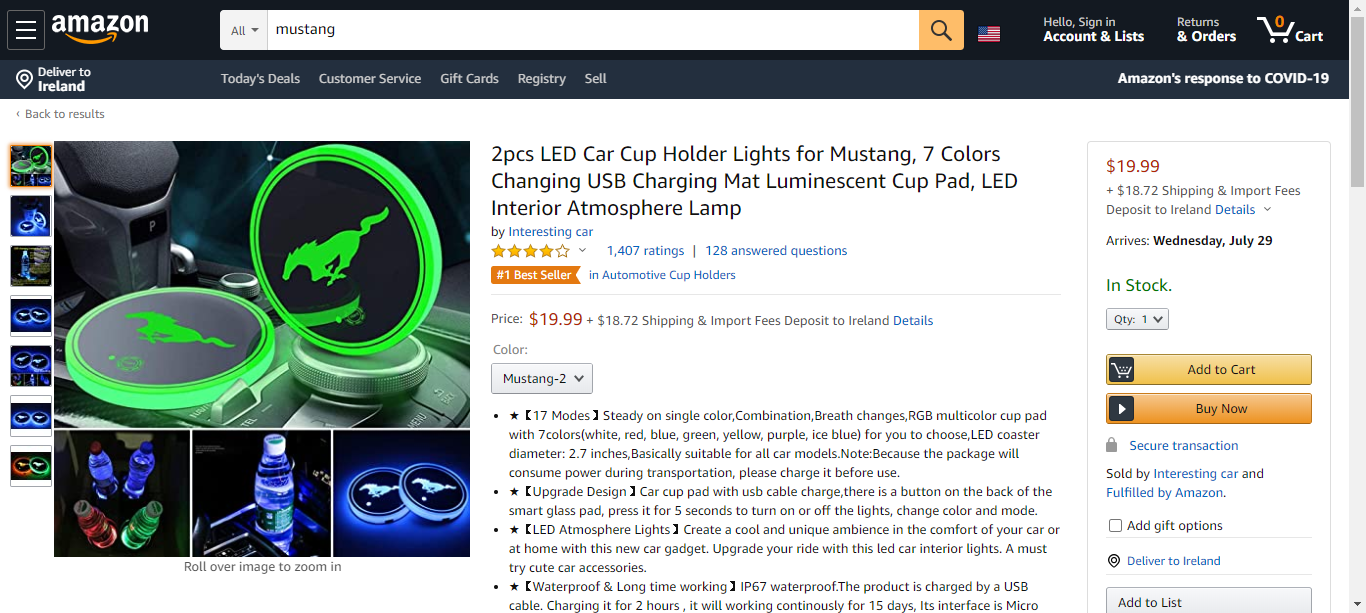 amazon
All
mustang
Hello, Sign in
Account & Lists
Returns
& Orders
0
Cart
Deliver to
Ireland
Today's Deals
Customer Service
Gift Cards
Registry
Sell
Amazon's response to COVID-19
‹ Back to results
P
MENU
2pcs LED Car Cup Holder Lights for Mustang, 7 Colors
Changing USB Charging Mat Luminescent Cup Pad, LED
Interior Atmosphere Lamp
by Interesting car
1,407 ratings | 128 answered questions
#1 Best Seller in Automotive Cup Holders
Price: $19.99 + $18.72 Shipping & Import Fees Deposit to Ireland Details
Color:
Mustang-2
• ★【17 Modes】Steady on single color,Combination,Breath changes,RGB multicolor cup pad
with 7colors(white, red, blue, green, yellow, purple, ice blue) for you to choose,LED coaster
diameter: 2.7 inches,Basically suitable for all car models.Note:Because the package will
consume power during transportation, please charge it before use.
• ★【Upgrade Design】Car cup pad with usb cable charge,there is a button on the back of the
smart glass pad, press it for 5 seconds to turn on or off the lights, change color and mode.
• ★【LED Atmosphere Lights】Create a cool and unique ambience in the comfort of your car or
at home with this new car gadget. Upgrade your ride with this led car interior lights. A must
try cute car accessories.
• ★【Waterproof & Long time working】IP67 waterproof.The product is charged by a USB
cable. Charging it for 2 hours , it will working continously for 15 days, Its interface is Micro
Roll over image to zoom in
$19.99
+ $18.72 Shipping & Import Fees
Deposit to Ireland Details
Arrives: Wednesday, July 29
In Stock.
Qty: 1
Add to Cart
Buy Now
Secure transaction
Sold by Interesting car and
Fulfilled by Amazon.
Add gift options
Deliver to Ireland
Add to List